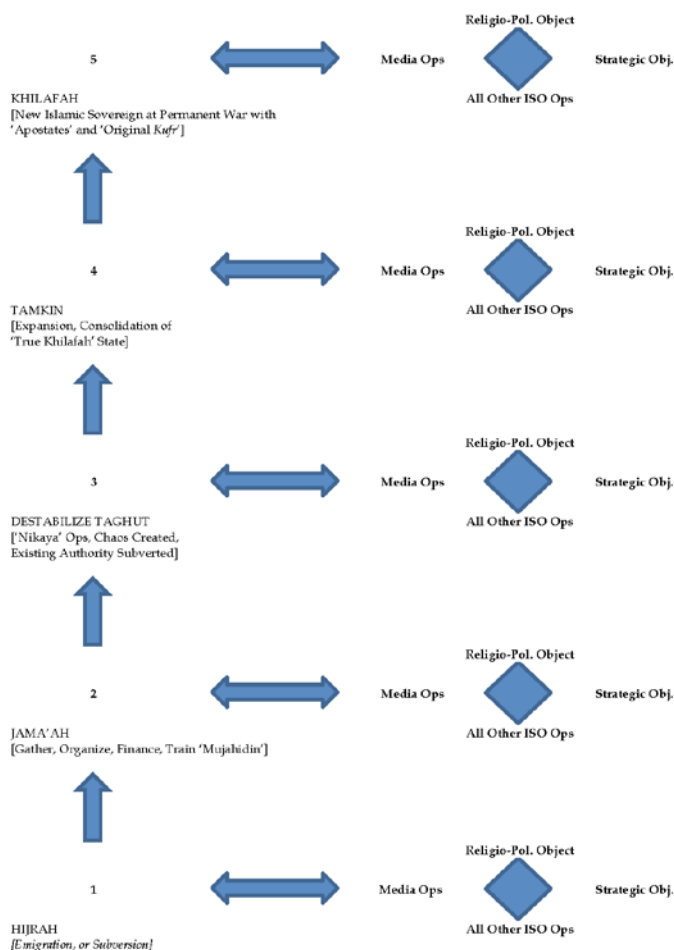 Religio-Pol. Object
5
Media Ops
Strategic Obj.
All Other ISO Ops
KHILAFAH
[New Islamic Sovereign at Permanent War with
'Apostates' and 'Original Kufr']
Religio-Pol. Object
4
Media Ops
Strategic Obj.
All Other ISO Ops
TAMKIN
[Expansion, Consolidation of
'True Khilafah' State]
Religio-Pol. Object
3
Media Ops
Strategic Obj.
All Other ISO Ops
DESTABILIZE TAGHUT
['Nikaya' Ops, Chaos Created,
Existing Authority Subverted]
Religio-Pol. Object
2
Media Ops
Strategic Obj.
All Other ISO Ops
JAMA'AH
[Gather, Organize, Finance, Train 'Mujahidin']
Religio-Pol. Object
1
Media Ops
Strategic Obj.
All Other ISO Ops
HIJRAH
[Emigration, or Subversion]